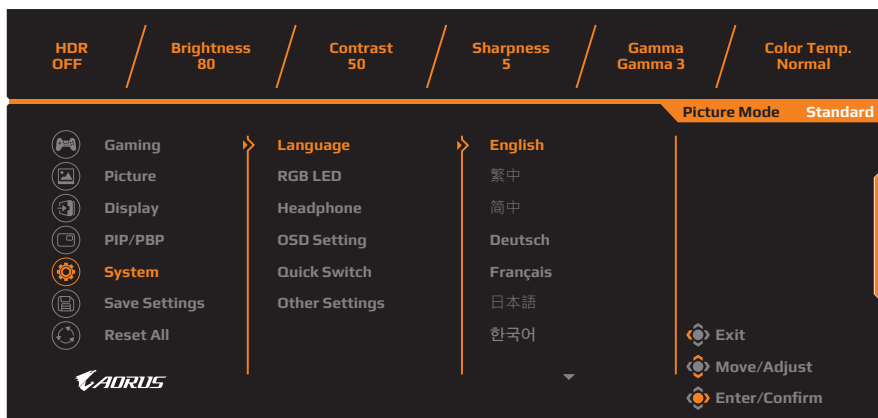 HDR Brightness Contrast Sharpness Gamma Color Temp.
OFF 80 50 5 Gamma 3 Normal
Picture Mode Standard
Gaming Language English
Picture RGB LED 繁中
Display Headphone 简中
PIP/PBP OSD Setting Deutsch
System Quick Switch Français
Save Settings Other Settings 日本語
Reset All 한국어 Exit
AORUS Move/Adjust
Enter/Confirm